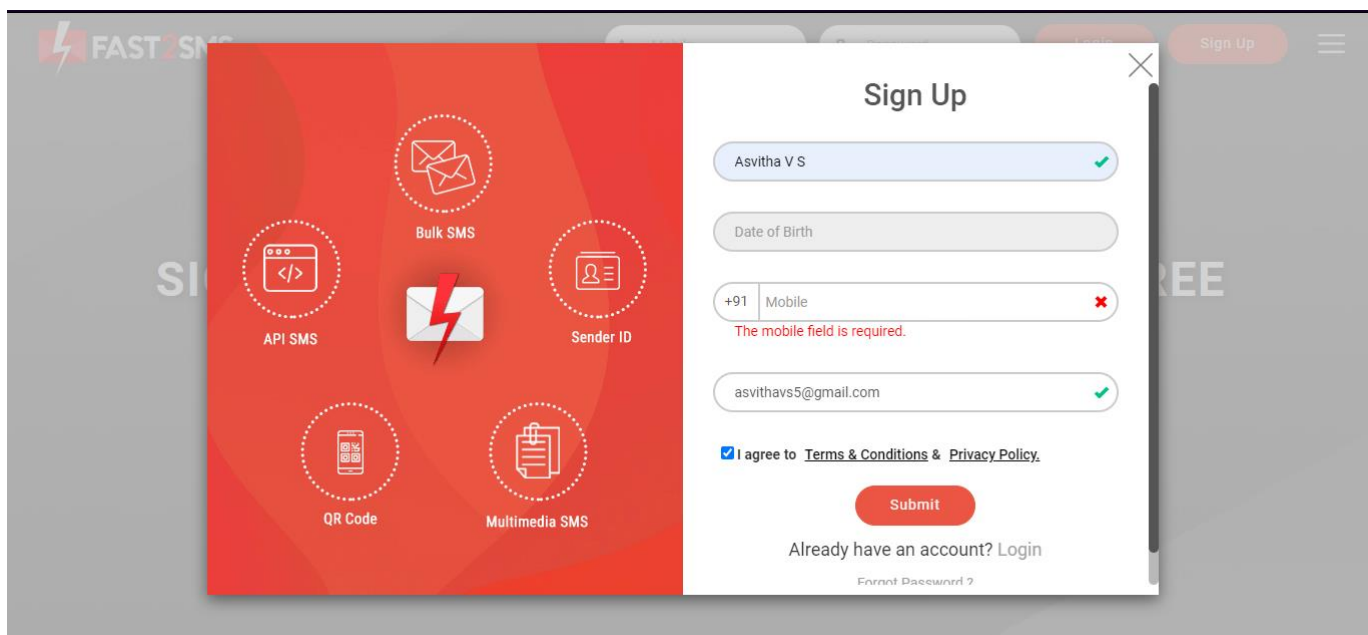 FAST2SMS
Sign Up
Sign Up
Asvitha V S
Date of Birth
+91 Mobile
The mobile field is required.
asvithavs5@gmail.com
I agree to Terms & Conditions & Privacy Policy.
Submit
Already have an account? Login
Forgot Password ?
Bulk SMS
API SMS
Sender ID
QR Code
Multimedia SMS
SI
REE